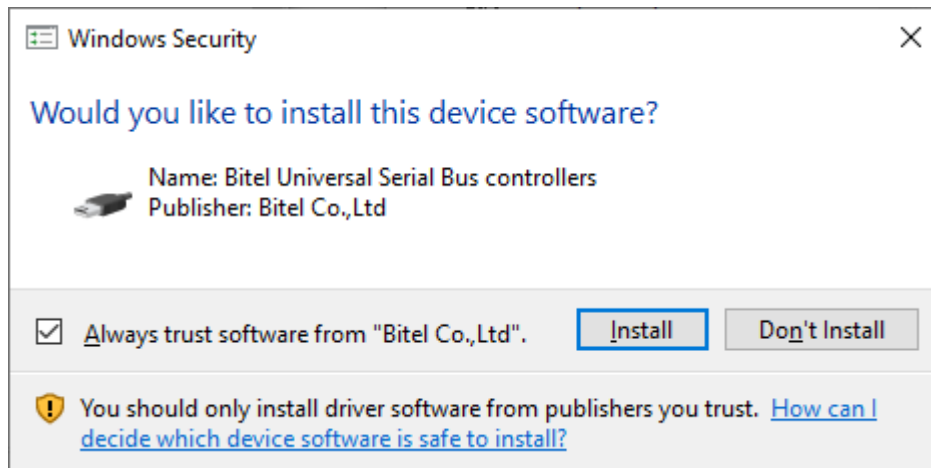 Windows Security
Would you like to install this device software?
Name: Bitel Universal Serial Bus controllers
Publisher: Bitel Co.,Ltd
Always trust software from "Bitel Co.,Ltd".
Install
Don't Install
You should only install driver software from publishers you trust. How can I
decide which device software is safe to install?